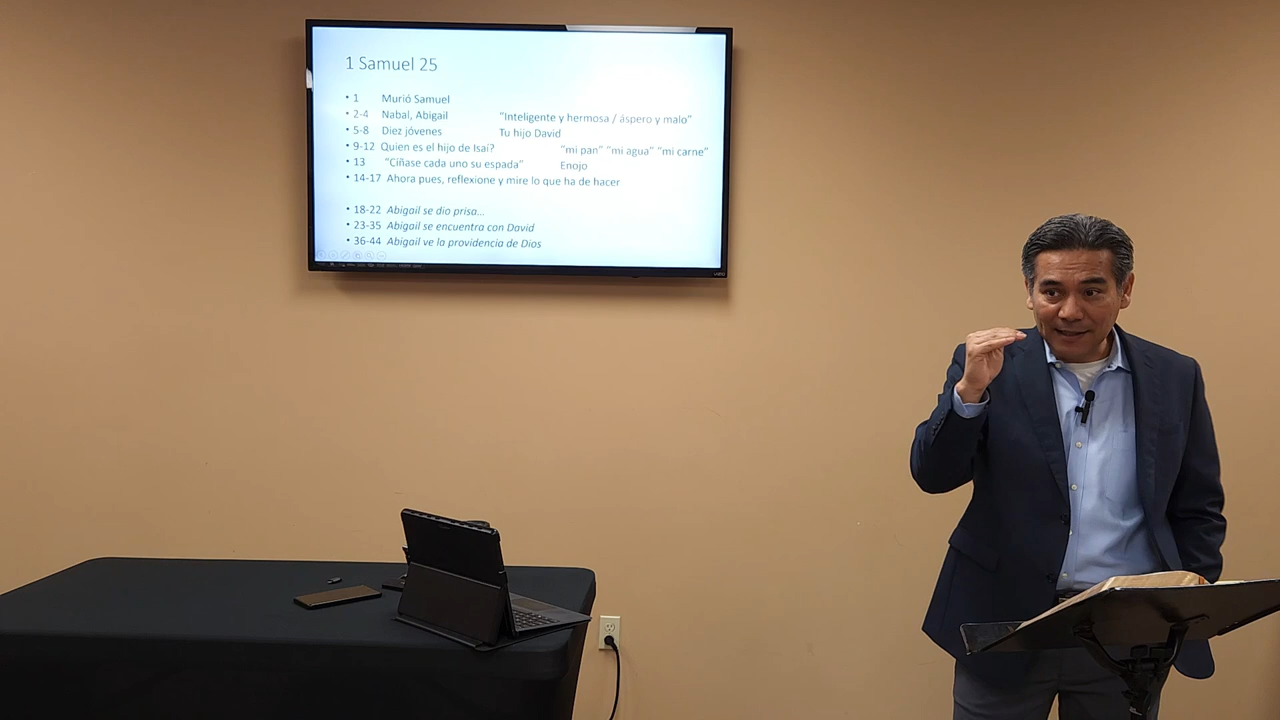 1 Samuel 25
• 1 Murió Samuel
• 2-4 Nabal, Abigail "Inteligente y hermosa / áspero y malo"
• 5-8 Diez jóvenes Tu hijo David
• 9-12 Quien es el hijo de Isaí? "mi pan" "mi agua" "mi carne"
• 13 "Cíñase cada uno su espada" Enojo
• 14-17 Ahora pues, reflexione y mire lo que ha de hacer
• 18-22 Abigail se dio prisa...
• 23-35 Abigail se encuentra con David
• 36-44 Abigail ve la providencia de Dios
VIZIO